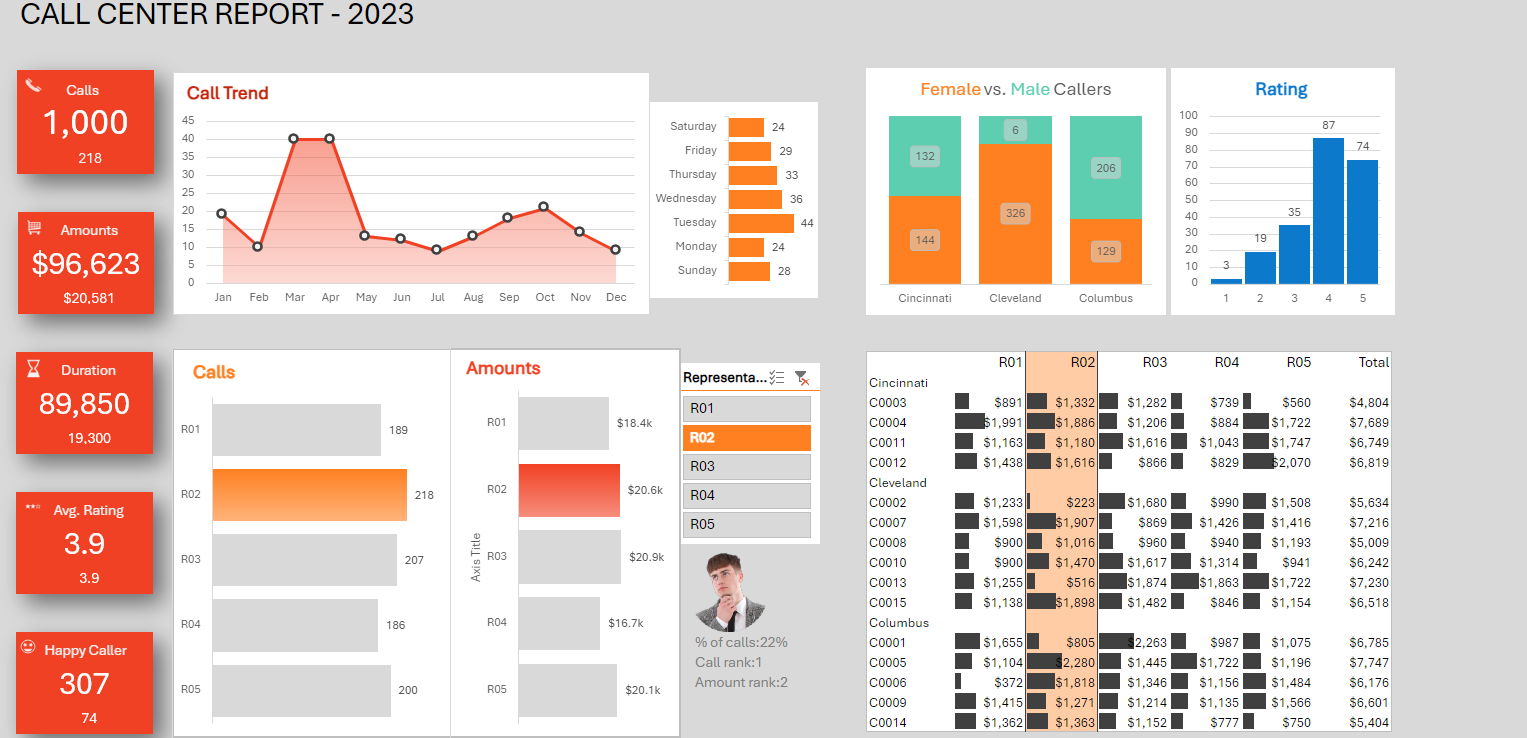 CALL CENTER REPORT - 2023
Calls
1,000
218
Amounts
$96,623
$20,581
Duration
89,850
19,300
Avg. Rating
3.9
3.9
Happy Caller
307
74
Call Trend
45
40
35
30
25
20
15
10
5
0
Jan Feb Mar Apr May Jun Jul Aug Sep Oct Nov Dec
Saturday 24
Friday 29
Thursday 33
Wednesday 36
Tuesday 44
Monday 24
Sunday 28
Female vs. Male Callers
132 6 206
144 326 129
Cincinnati Cleveland Columbus
Rating
100
90
80
70
60
50
40
30
20
10
0
3 19 35 87 74
1 2 3 4 5
Calls
R01 189
R02 218
R03 207
R04 186
R05 200
Amounts
Axis Title
R01 $18.4k
R02 $20.6k
R03 $20.9k
R04 $16.7k
R05 $20.1k
Representa...
R01
R02
R03
R04
R05
% of calls:22%
Call rank:1
Amount rank:2
R01 R02 R03 R04 R05 Total
Cincinnati
C0003 $891 $1,332 $1,282 $739 $560 $4,804
C0004 $1,991 $1,886 $1,206 $884 $1,722 $7,689
C0011 $1,163 $1,180 $1,616 $1,043 $1,747 $6,749
C0012 $1,438 $1,616 $866 $829 $2,070 $6,819
Cleveland
C0002 $1,233 $223 $1,680 $990 $1,508 $5,634
C0007 $1,598 $1,907 $869 $1,426 $1,416 $7,216
C0008 $900 $1,016 $960 $940 $1,193 $5,009
C0010 $900 $1,470 $1,617 $1,314 $941 $6,242
C0013 $1,255 $516 $1,874 $1,863 $1,722 $7,230
C0015 $1,138 $1,898 $1,482 $846 $1,154 $6,518
Columbus
C0001 $1,655 $805 $2,263 $987 $1,075 $6,785
C0005 $1,104 $2,280 $1,445 $1,722 $1,196 $7,747
C0006 $372 $1,818 $1,346 $1,156 $1,484 $6,176
C0009 $1,415 $1,271 $1,214 $1,135 $1,566 $6,601
C0014 $1,362 $1,363 $1,152 $777 $750 $5,404